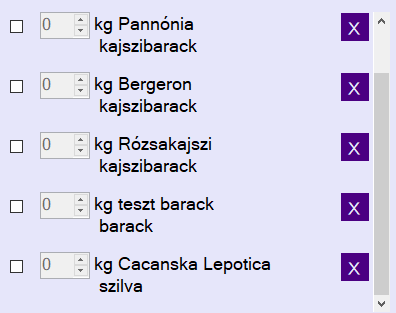 0 kg Pannónia X
kajszibarack
0 kg Bergeron X
kajszibarack
0 kg Rózsakajszi X
kajszibarack
0 kg teszt barack X
barack
0 kg Cacanska Lepotica X
szilva